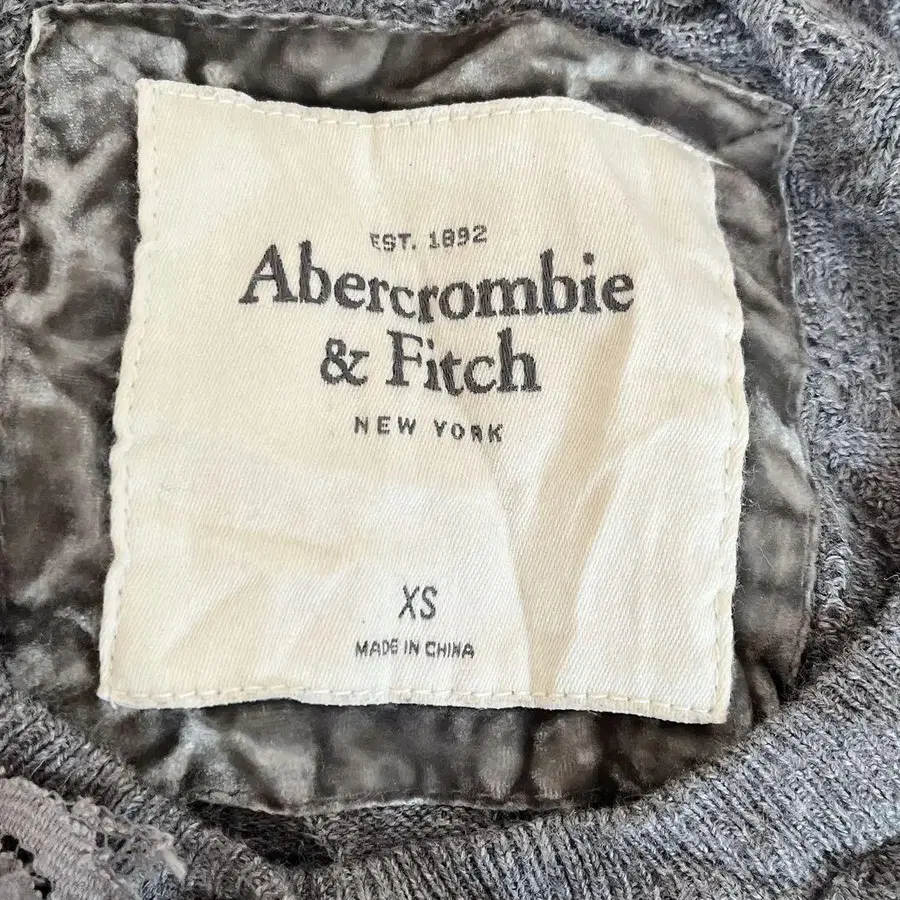 EST. 1892
Abercrombie
& Fitch
NEW YORK
XS
MADE IN CHINA